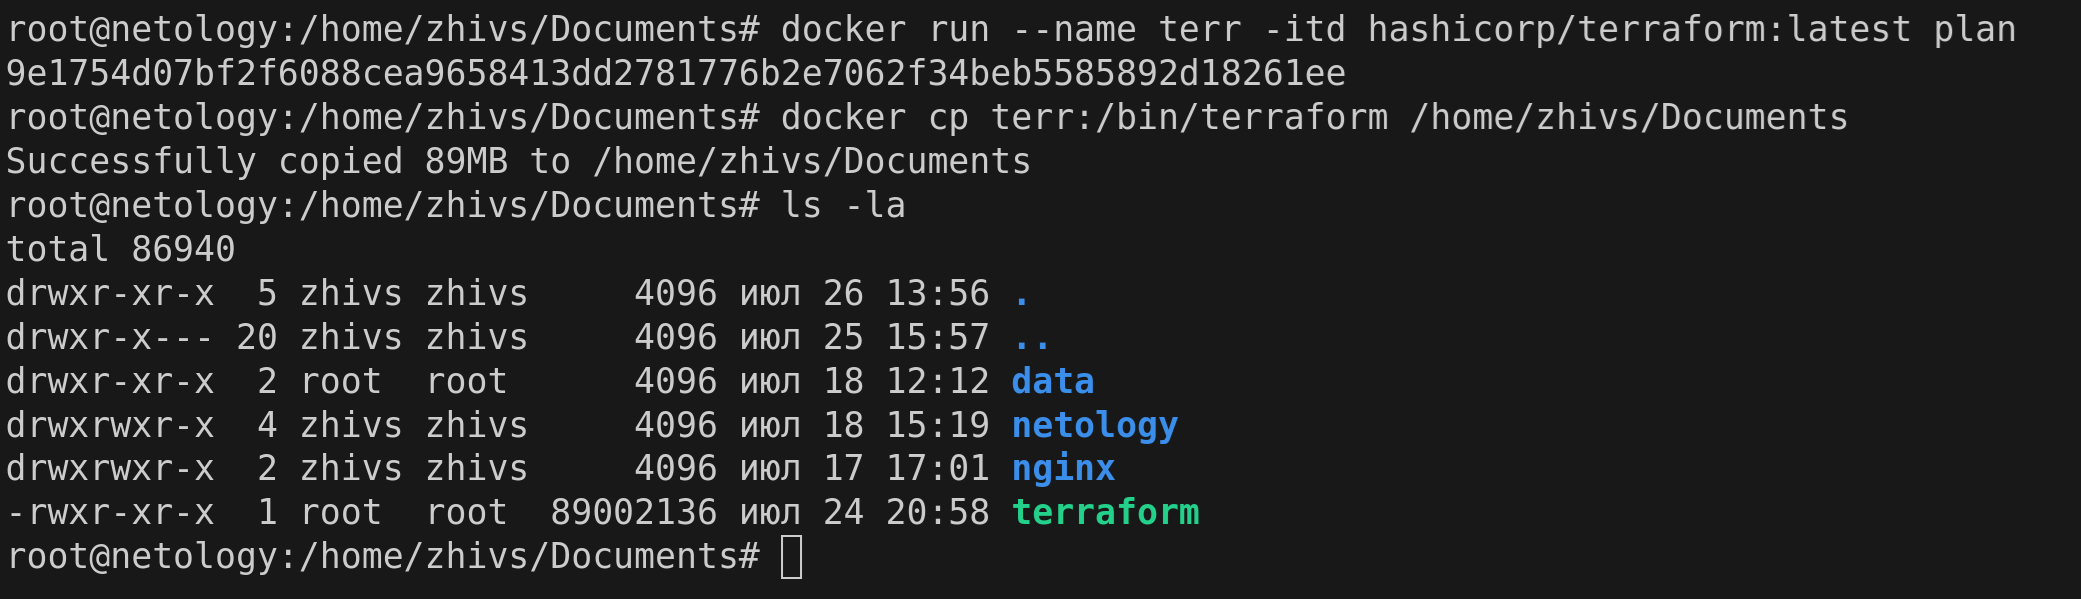 root@netology:/home/zhivs/Documents# docker run --name terr -itd hashicorp/terraform:latest plan
9e1754d07bf2f6088cea9658413dd2781776b2e7062f34beb5585892d18261ee
root@netology:/home/zhivs/Documents# docker cp terr:/bin/terraform /home/zhivs/Documents
Successfully copied 89MB to /home/zhivs/Documents
root@netology:/home/zhivs/Documents# ls -la
total 86940
drwxr-xr-x  5 zhivs zhivs     4096 июл 26 13:56 .
drwxr-x--- 20 zhivs zhivs     4096 июл 25 15:57 ..
drwxr-xr-x  2 root  root      4096 июл 18 12:12 data
drwxrwxr-x  4 zhivs zhivs     4096 июл 18 15:19 netology
drwxrwxr-x  2 zhivs zhivs     4096 июл 17 17:01 nginx
-rwxr-xr-x  1 root  root  89002136 июл 24 20:58 terraform
root@netology:/home/zhivs/Documents#